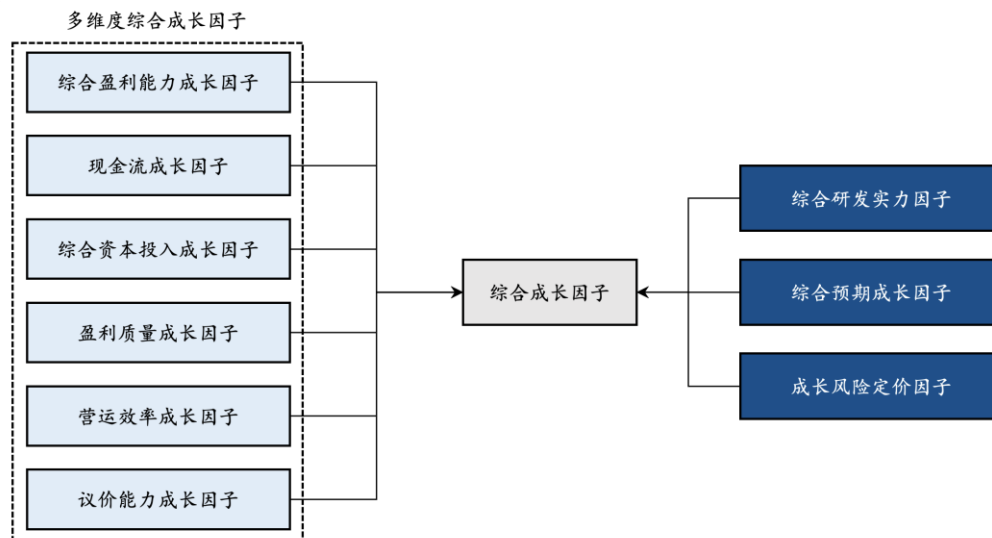 多维度综合成长因子
综合盈利能力成长因子
现金流成长因子
综合资本投入成长因子
盈利质量成长因子
营运效率成长因子
议价能力成长因子
综合成长因子
综合研发实力因子
综合预期成长因子
成长风险定价因子